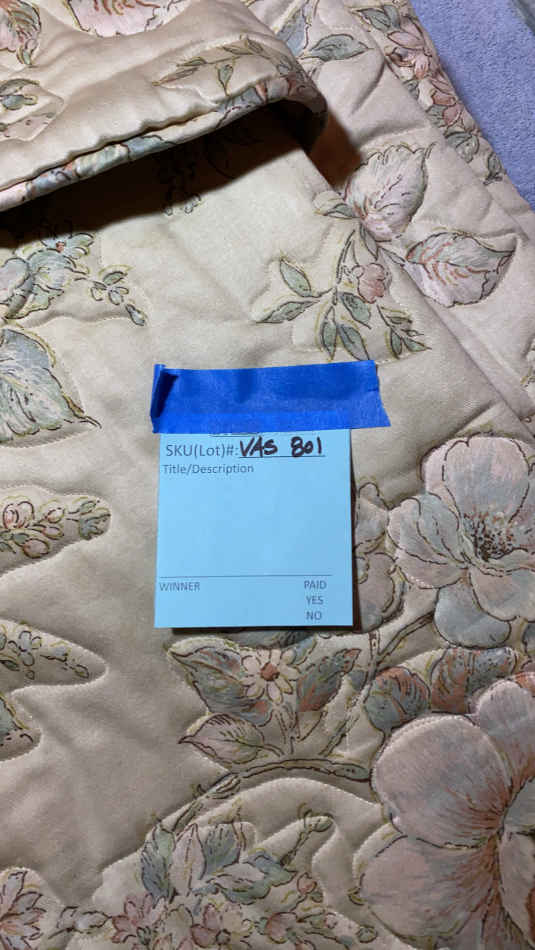 SKU(Lot)#: VAS 801
Title/Description
WINNER PAID
YES
NO